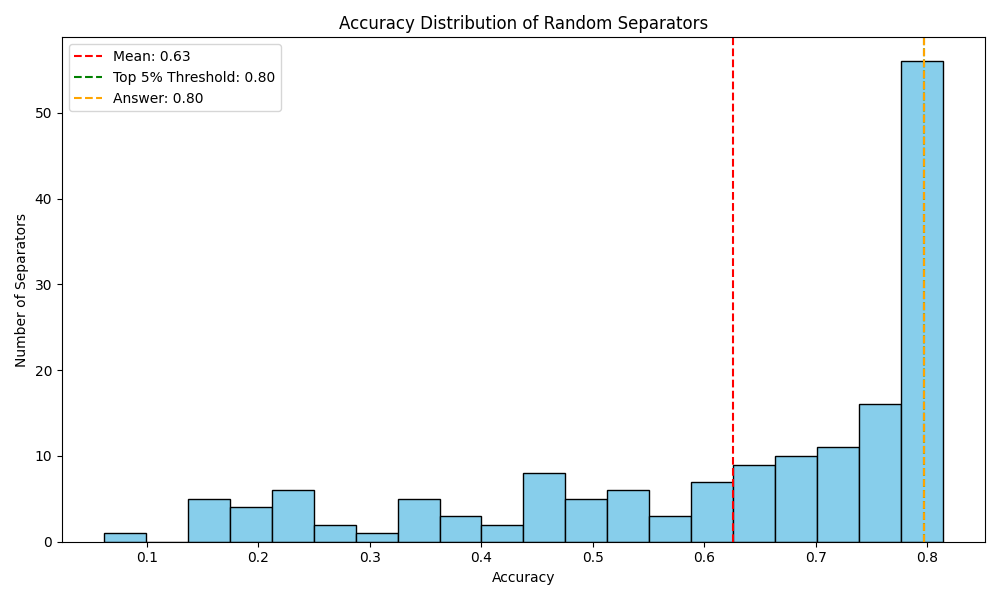 Accuracy Distribution of Random Separators
Mean: 0.63
Top 5% Threshold: 0.80
Answer: 0.80
Number of Separators
50
40
30
20
10
0
0.1 0.2 0.3 0.4 0.5 0.6 0.7 0.8
Accuracy